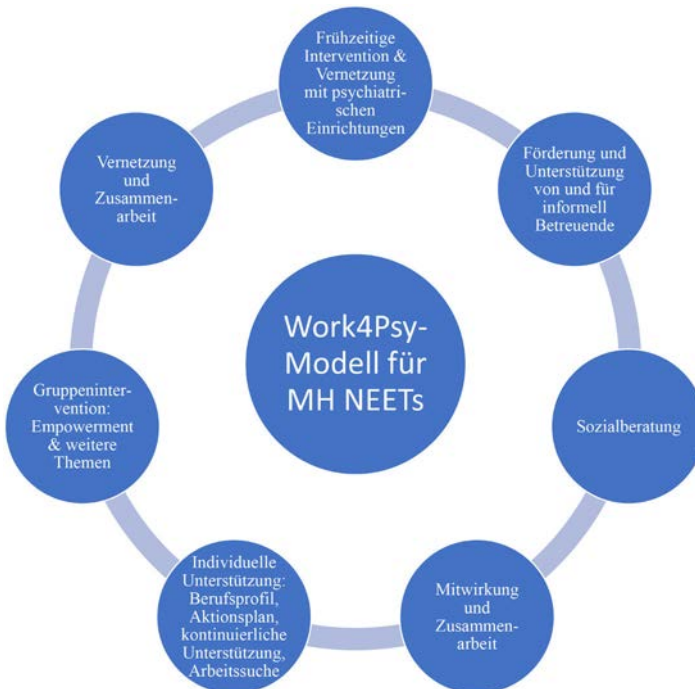 Frühzeitige
Intervention &
Vernetzung
mit psychiatri-
schen
Einrichtungen
Förderung und
Unterstützung
von und für
informell
Betreuende
Sozialberatung
Mitwirkung
und
Zusammen-
arbeit
Individuelle
Unterstützung:
Berufsprofil,
Aktionsplan,
kontinuierliche
Unterstützung,
Arbeitssuche
Gruppeninter-
vention:
Empowerment
& weitere
Themen
Vernetzung
und
Zusammen-
arbeit
Work4Psy-
Modell für
MH NEETs